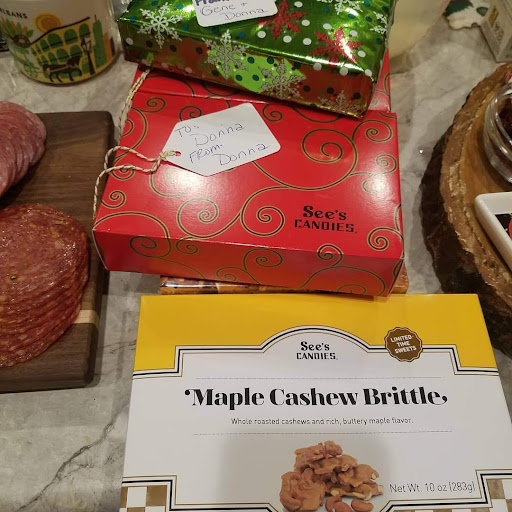 LEANS
Gene +
Donna
To:
Donna
From:
Donna
See's
CANDIES®
See's
CANDIES®
LIMITED
TIME
SWEETS
Maple Cashew Brittle
Whole roasted cashews and rich, buttery maple flavor.
Net Wt. 10 oz (283g)